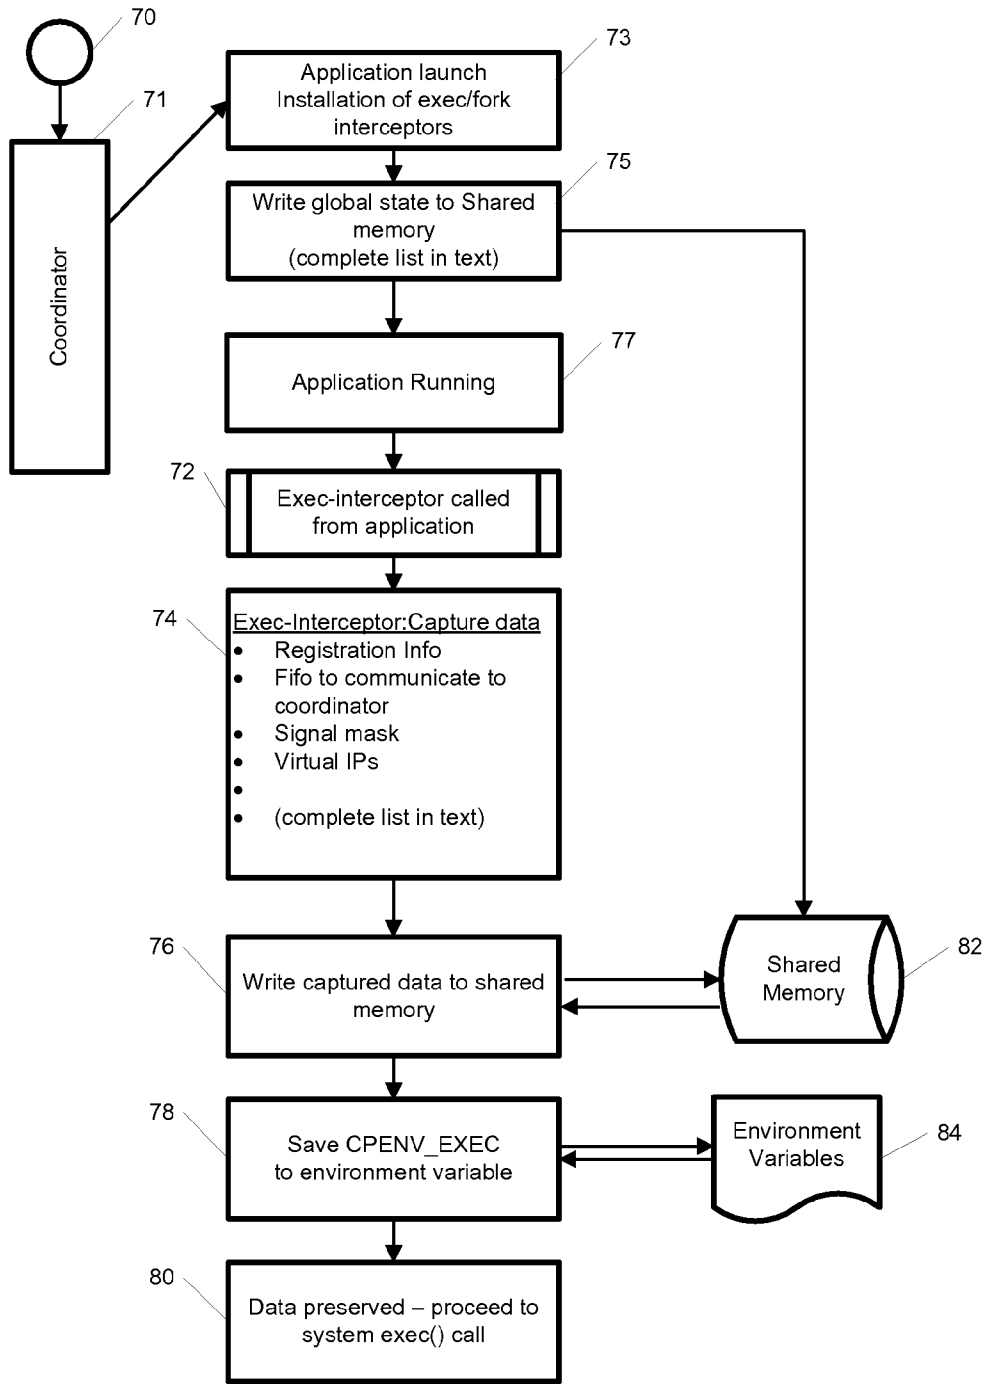 70
71
Coordinator
73
Application launch
Installation of exec/fork
interceptors
75
Write global state to Shared
memory
(complete list in text)
77
Application Running
72
Exec-interceptor called
from application
74
Exec-Interceptor:Capture data
• Registration Info
• Fifo to communicate to
coordinator
• Signal mask
• Virtual IPs
•
• (complete list in text)
76
Write captured data to shared
memory
Shared
Memory
82
78
Save CPENV_EXEC
to environment variable
Environment
Variables
84
80
Data preserved – proceed to
system exec() call